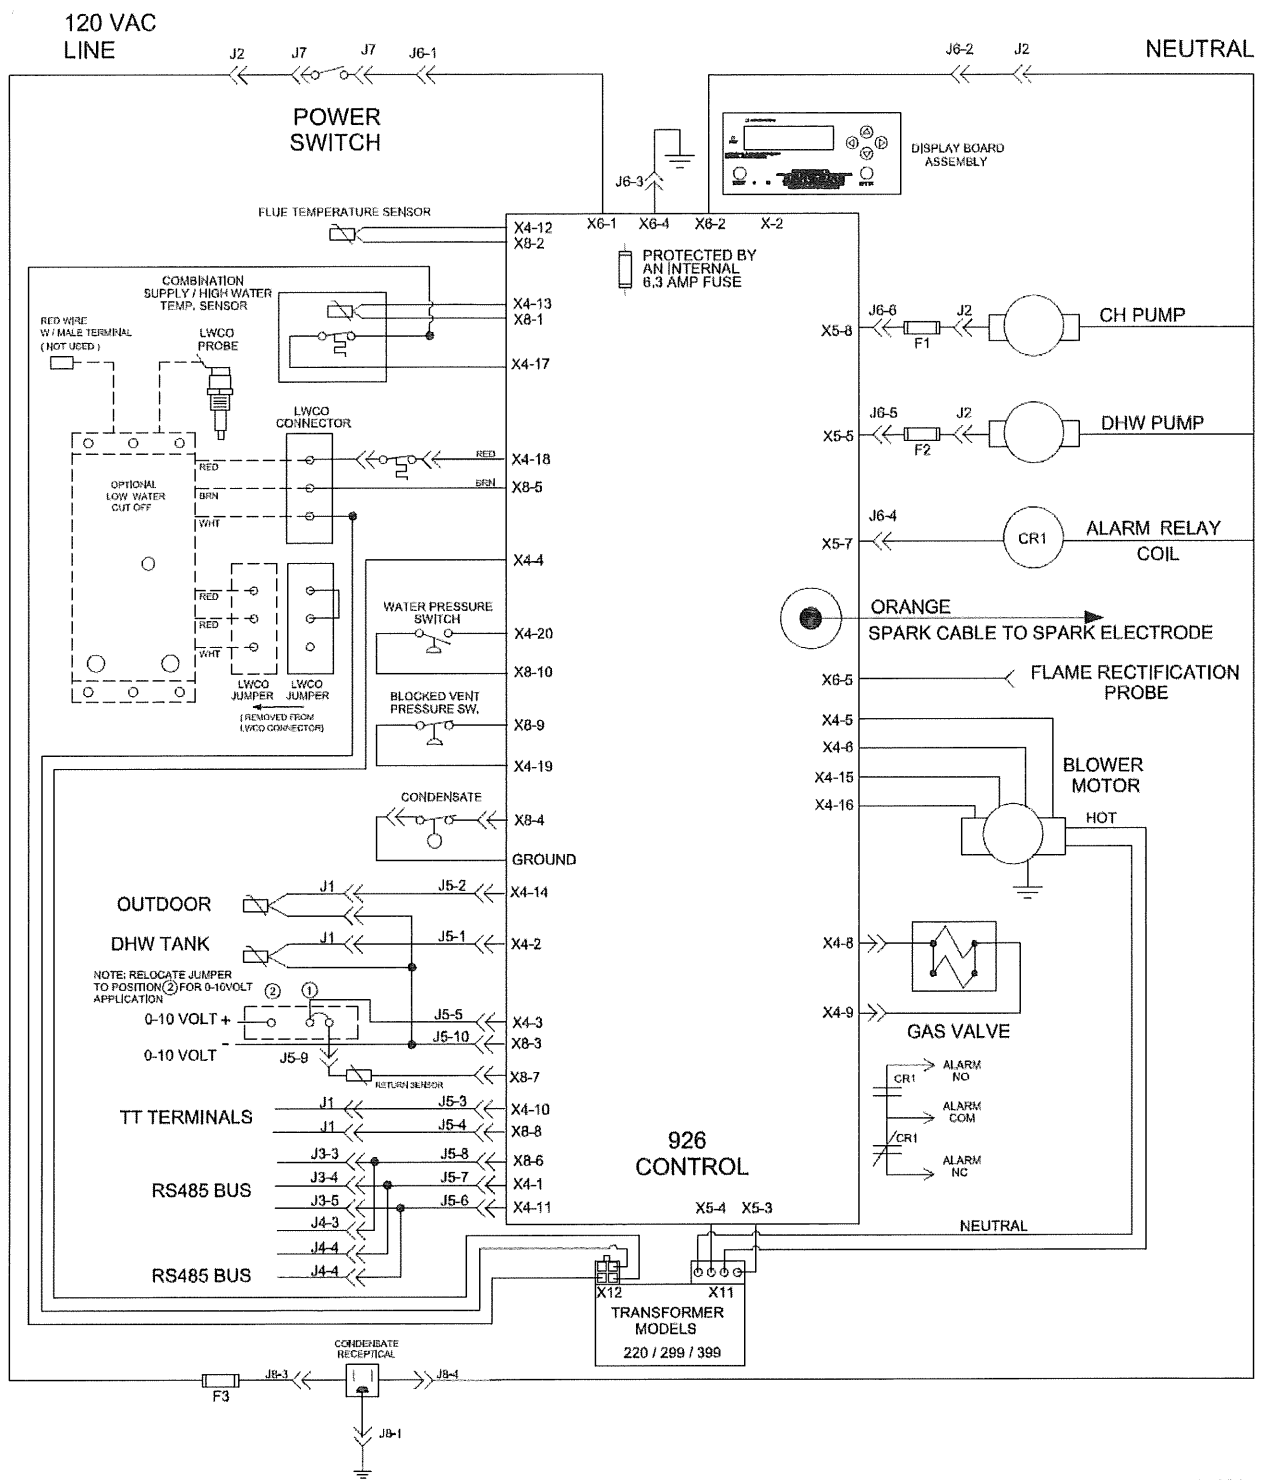 120 VAC
LINE
J2
J7
J7
J6-1
J6-2
J2
NEUTRAL
POWER
SWITCH
J6-3
DISPLAY BOARD
ASSEMBLY
FLUE TEMPERATURE SENSOR
X4-12
X8-2
X6-1
X6-4
X6-2
X-2
PROTECTED BY
AN INTERNAL
6.3 AMP FUSE
COMBINATION
SUPPLY / HIGH WATER
TEMP. SENSOR
X4-13
X8-1
X4-17
RED WIRE
W / MALE TERMINAL
( NOT USED )
LWCO
PROBE
X5-8
J6-6
F1
J2
CH PUMP
LWCO
CONNECTOR
X5-5
J6-5
F2
J2
DHW PUMP
RED
BRN
WHT
RED
X4-18
BRN
X8-5
OPTIONAL
LOW WATER
CUT OFF
X5-7
J6-4
CR1
ALARM RELAY
COIL
X4-4
RED
RED
WHT
LWCO
JUMPER
LWCO
JUMPER
( REMOVED FROM
LWCO CONNECTOR)
WATER PRESSURE
SWITCH
X4-20
X8-10
ORANGE
SPARK CABLE TO SPARK ELECTRODE
X6-5
FLAME RECTIFICATION
PROBE
BLOCKED VENT
PRESSURE SW.
X8-9
X4-19
X4-5
X4-6
X4-15
X4-16
BLOWER
MOTOR
HOT
CONDENSATE
X8-4
GROUND
OUTDOOR
J1
J5-2
X4-14
DHW TANK
J1
J5-1
X4-2
X4-8
X4-9
GAS VALVE
NOTE: RELOCATE JUMPER
TO POSITION 2 FOR 0-10VOLT
APPLICATION
2
1
0-10 VOLT +
J5-5
X4-3
0-10 VOLT -
J5-10
X8-3
J5-9
RETURN SENSOR
X8-7
TT TERMINALS
J1
J5-3
X4-10
J1
J5-4
X8-8
CR1
ALARM
NO
ALARM
COM
CR1
ALARM
NC
926
CONTROL
RS485 BUS
J3-3
J5-8
X8-6
J3-4
J5-7
X4-1
J3-5
J5-6
X4-11
J4-3
J4-4
J4-4
RS485 BUS
X5-4
X5-3
NEUTRAL
X12
X11
TRANSFORMER
MODELS
220 / 299 / 399
CONDENSATE
RECEPTICAL
F3
J8-3
J8-4
J8-1